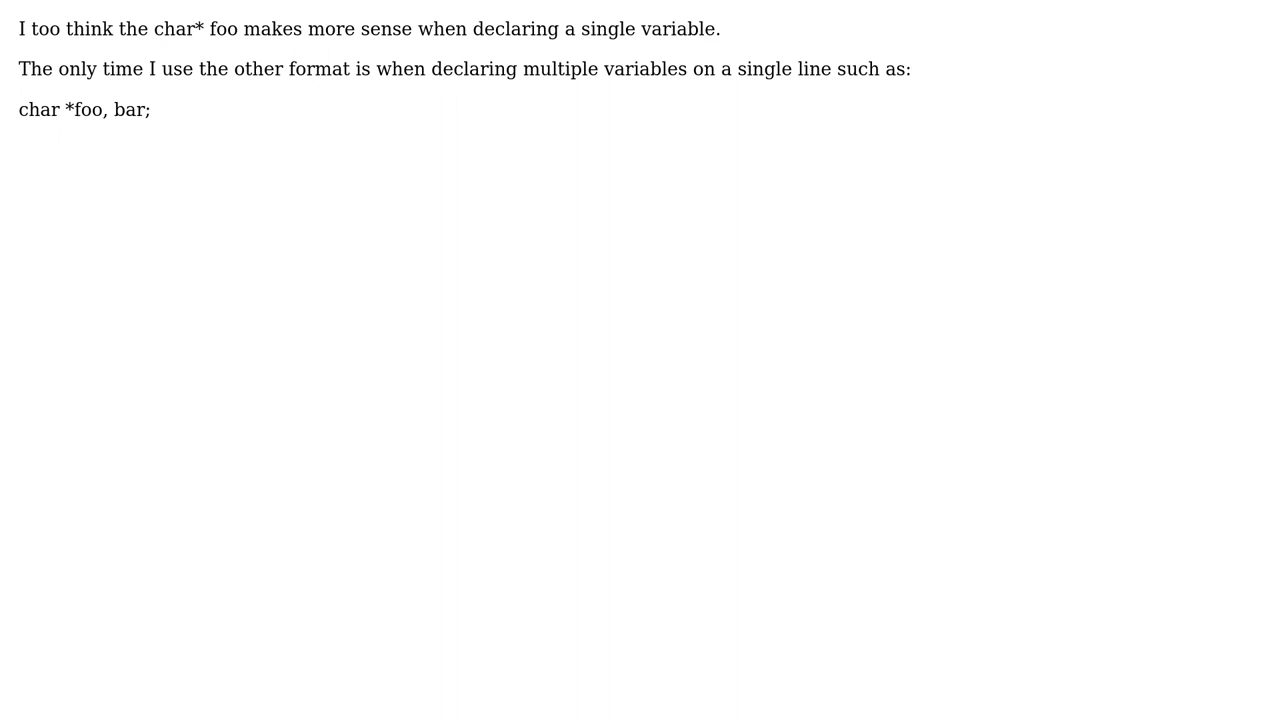 I too think the char* foo makes more sense when declaring a single variable.
The only time I use the other format is when declaring multiple variables on a single line such as:
char *foo, bar;